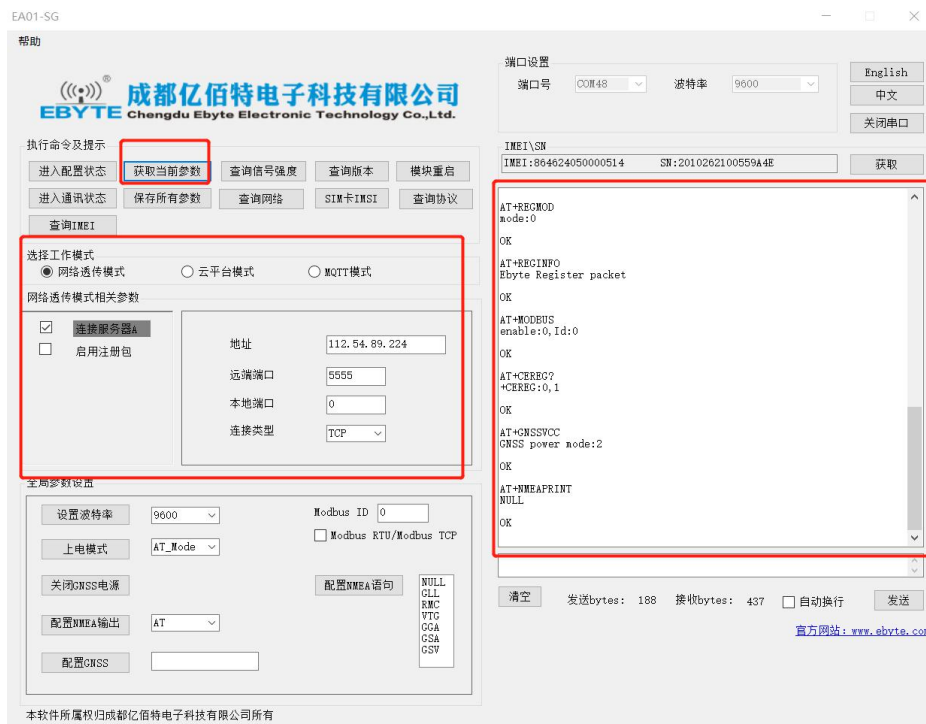 EA01-SG
帮助
((( ))) ® 成都亿佰特电子科技有限公司
EBYTE Chengdu Ebyte Electronic Technology Co.,Ltd.
执行命令及提示
进入配置状态 获取当前参数 查询信号强度 查询版本 模块重启
进入通讯状态 保存所有参数 查询网络 SIM卡IMSI 查询协议
查询IMEI
选择工作模式
网络透传模式 云平台模式 MQTT模式
网络透传模式相关参数
连接服务器A
启用注册包
地址 112.54.89.224
远端端口 5555
本地端口 0
连接类型 TCP
全局参数设置
设置波特率 9600 Modbus ID 0
Modbus RTU/Modbus TCP
上电模式 AT_Mode
关闭GNSS电源 配置NMEA语句
NULL
GLL
RMC
VTG
GGA
GSA
GSV
配置NMEA输出 AT
配置GNSS
本软件所属权归成都亿佰特电子科技有限公司所有
端口设置
端口号 COM48 波特率 9600
English
中文
关闭串口
IMEI\SN
IMEI:864624050000514 SN:2010262100559A4E 获取
AT+REGMOD
mode:0
OK
AT+REGINFO
Ebyte Register packet
OK
AT+MODBUS
enable:0,Id:0
OK
AT+CEREG?
+CEREG:0,1
OK
AT+GNSSVCC
GNSS power mode:2
OK
AT+NMEAPRINT
NULL
OK
清空 发送bytes: 188 接收bytes: 437 自动换行 发送
官方网站：www.ebyte.com